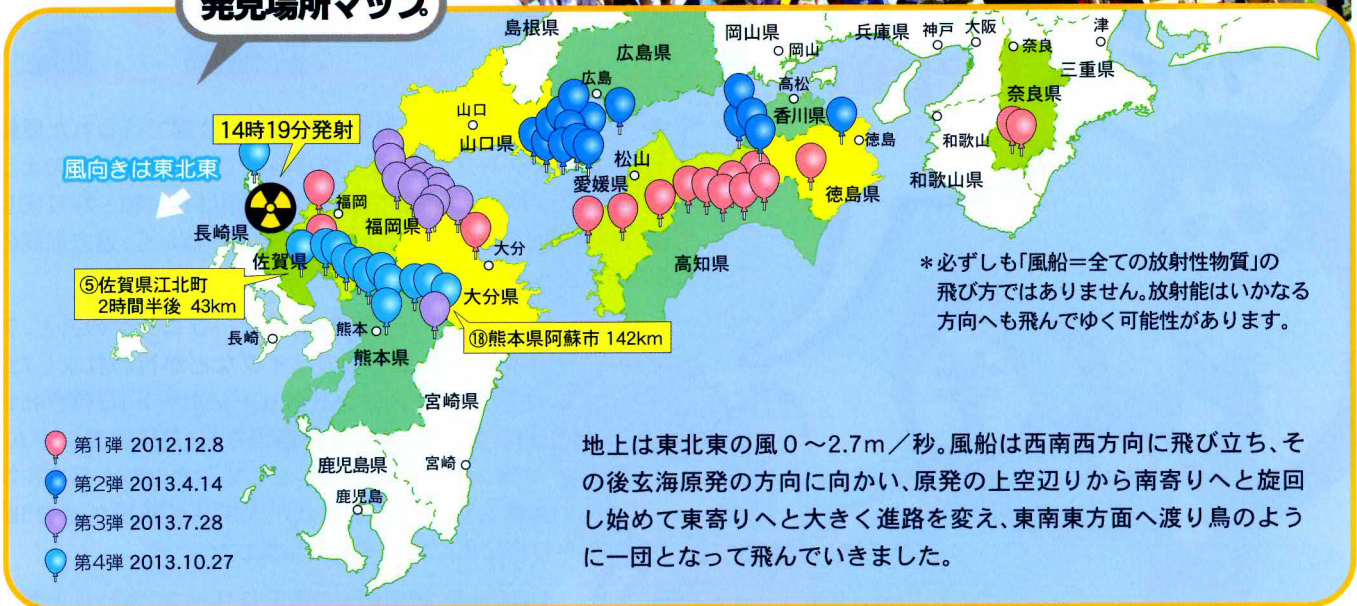 発見場所マップ
島根県
広島県
岡山県
岡山
兵庫県
神戸
大阪
津
奈良
三重県
奈良県
広島
高松
香川県
山口
山口県
14時19分発射
風向きは東北東
徳島
徳島県
和歌山
和歌山県
松山
愛媛県
福岡
福岡県
長崎県
佐賀県
大分
大分県
高知県
⑤佐賀県江北町
2時間半後 43km
⑱熊本県阿蘇市 142km
長崎
熊本
熊本県
宮崎県
宮崎
鹿児島県
鹿児島
*必ずしも「風船=全ての放射性物質」の
飛び方ではありません。放射能はいかなる
方向へも飛んでゆく可能性があります。
第1弾 2012.12.8
第2弾 2013.4.14
第3弾 2013.7.28
第4弾 2013.10.27
地上は東北東の風0~2.7m/秒。風船は西南西方向に飛び立ち、そ
の後玄海原発の方向に向かい、原発の上空辺りから南寄りへと旋回
し始めて東寄りへと大きく進路を変え、東南東方面へ渡り鳥のよう
に一団となって飛んでいきました。